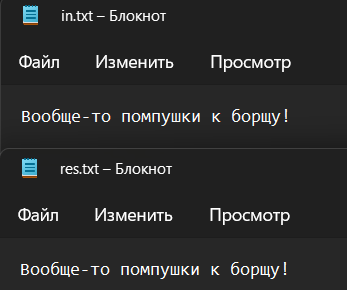 in.txt – Блокнот
Файл Изменить Просмотр
Вообще-то помпушки к борщу!
res.txt – Блокнот
Файл Изменить Просмотр
Вообще-то помпушки к борщу!